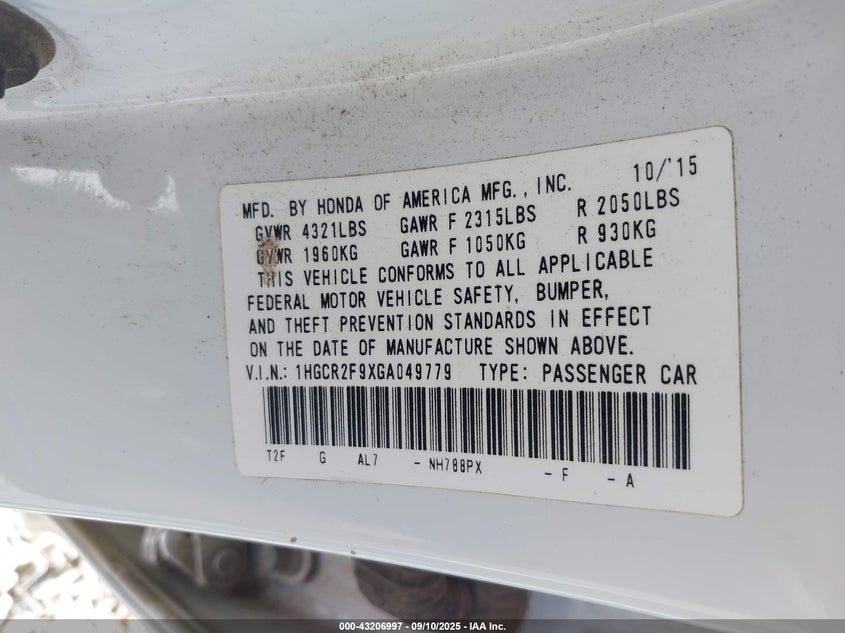 10/'15
MFD. BY HONDA OF AMERICA MFG., INC.
GVWR 4321LBS GAWR F 2315LBS R 2050LBS
GVWR 1960KG GAWR F 1050KG R 930KG
THIS VEHICLE CONFORMS TO ALL APPLICABLE
FEDERAL MOTOR VEHICLE SAFETY, BUMPER,
AND THEFT PREVENTION STANDARDS IN EFFECT
ON THE DATE OF MANUFACTURE SHOWN ABOVE.
V.I.N.: 1HGCR2F9XGA049779 TYPE: PASSENGER CAR
T2F G AL7 - NH788PX - F - A
000-43206997 - 09/10/2025 - IAA Inc.